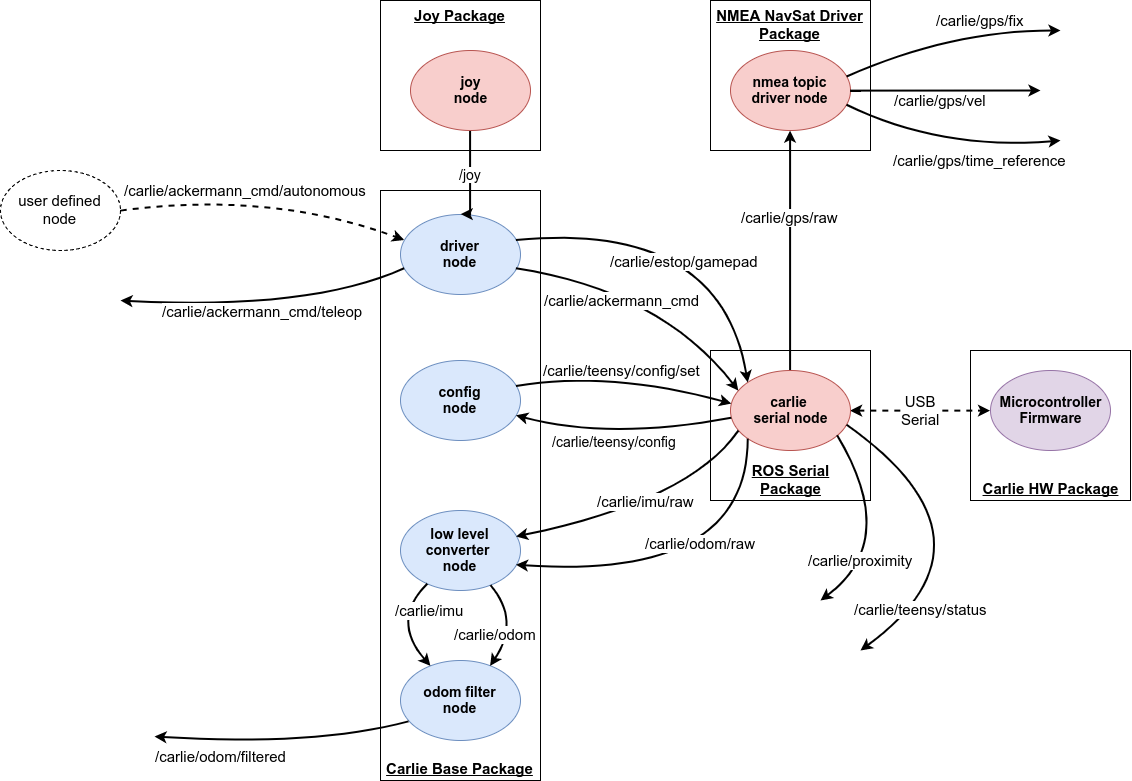 Joy Package
joy
node
/joy
NMEA NavSat Driver
Package
nmea topic
driver node
/carlie/gps/fix
/carlie/gps/vel
/carlie/gps/time_reference
/carlie/gps/raw
user defined
node
/carlie/ackermann_cmd/autonomous
/carlie/ackermann_cmd/teleop
driver
node
/carlie/estop/gamepad
/carlie/ackermann_cmd
config
node
/carlie/teensy/config/set
/carlie/teensy/config
carlie
serial node
ROS Serial
Package
USB
Serial
Microcontroller
Firmware
Carlie HW Package
/carlie/imu/raw
/carlie/odom/raw
/carlie/proximity
/carlie/teensy/status
low level
converter
node
/carlie/imu
/carlie/odom
odom filter
node
/carlie/odom/filtered
Carlie Base Package